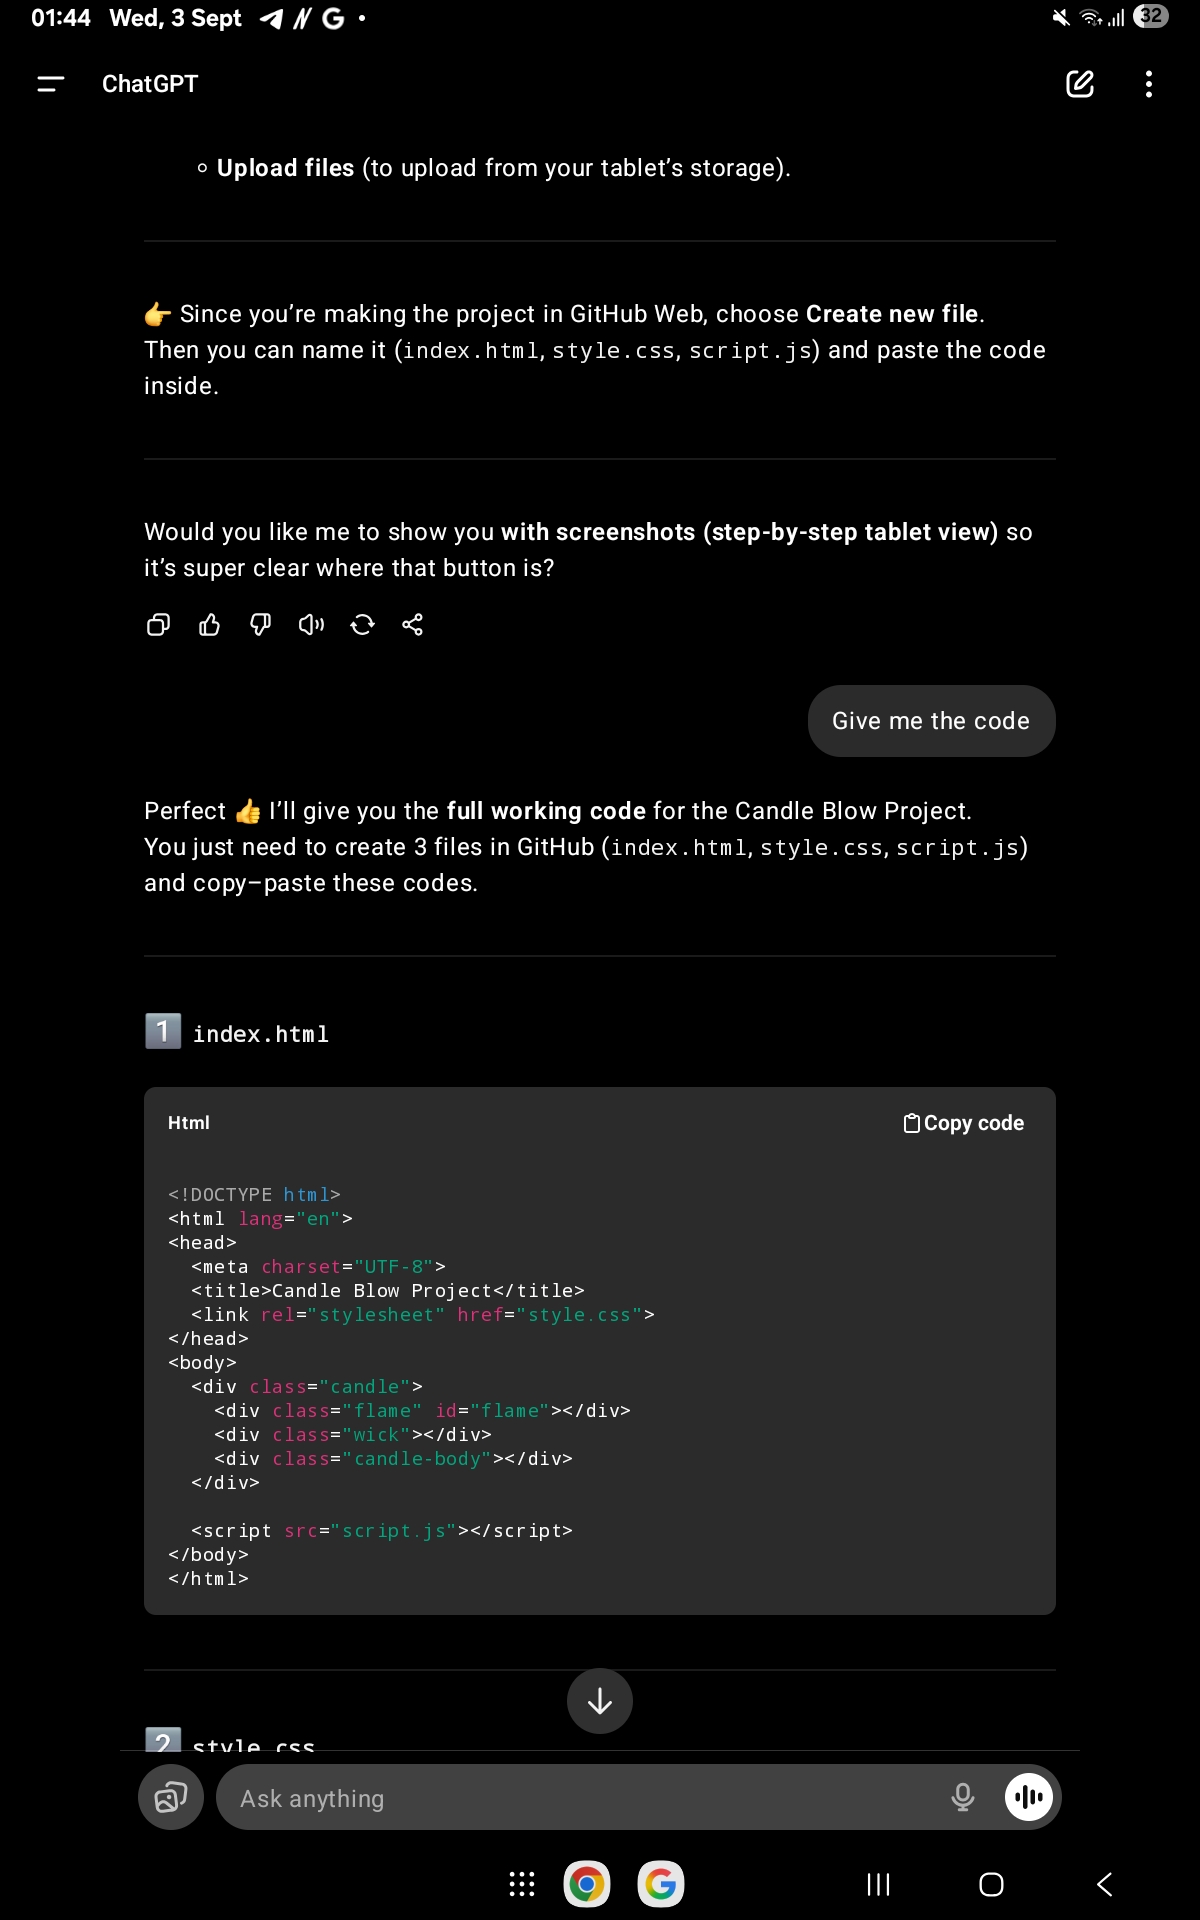 01:44 Wed, 3 Sept
32
ChatGPT
Upload files (to upload from your tablet's storage).
👉 Since you're making the project in GitHub Web, choose Create new file.
Then you can name it (index.html, style.css, script.js) and paste the code
inside.
Would you like me to show you with screenshots (step-by-step tablet view) so
it's super clear where that button is?
Give me the code
Perfect 👍 I'll give you the full working code for the Candle Blow Project.
You just need to create 3 files in GitHub (index.html, style.css, script.js)
and copy–paste these codes.
1 index.html
Html
Copy code
<!DOCTYPE html>
<html lang="en">
<head>
  <meta charset="UTF-8">
  <title>Candle Blow Project</title>
  <link rel="stylesheet" href="style.css">
</head>
<body>
  <div class="candle">
    <div class="flame" id="flame"></div>
    <div class="wick"></div>
    <div class="candle-body"></div>
  </div>
  <script src="script.js"></script>
</body>
</html>
2 style.css
Ask anything